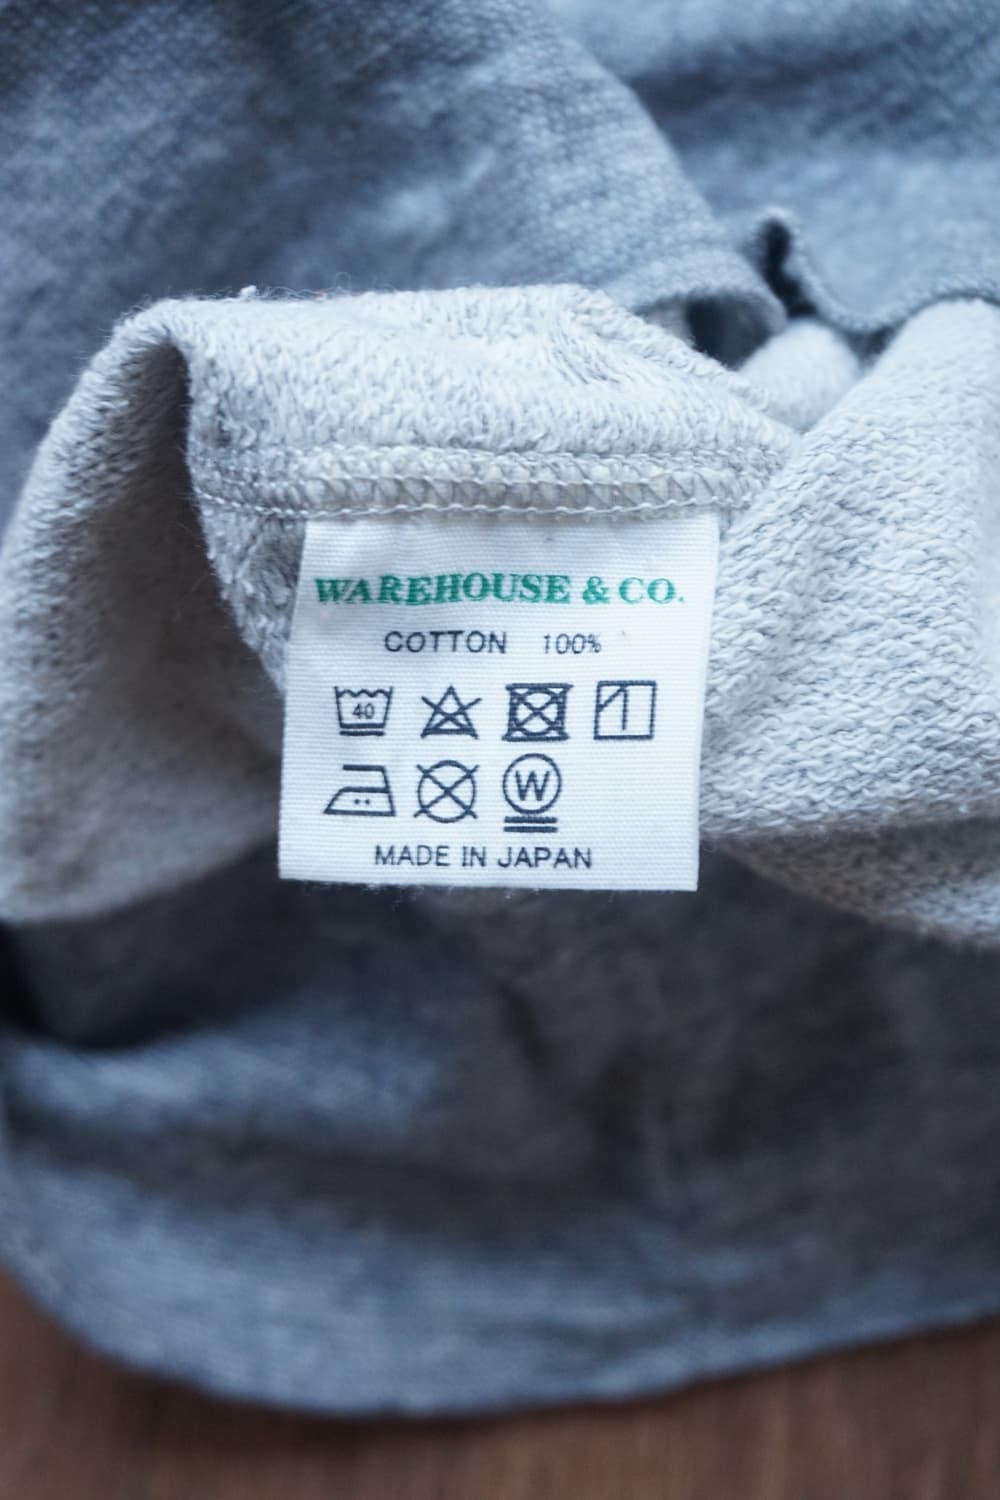 WAREHOUSE & CO.
COTTON 100%
40
W
MADE IN JAPAN